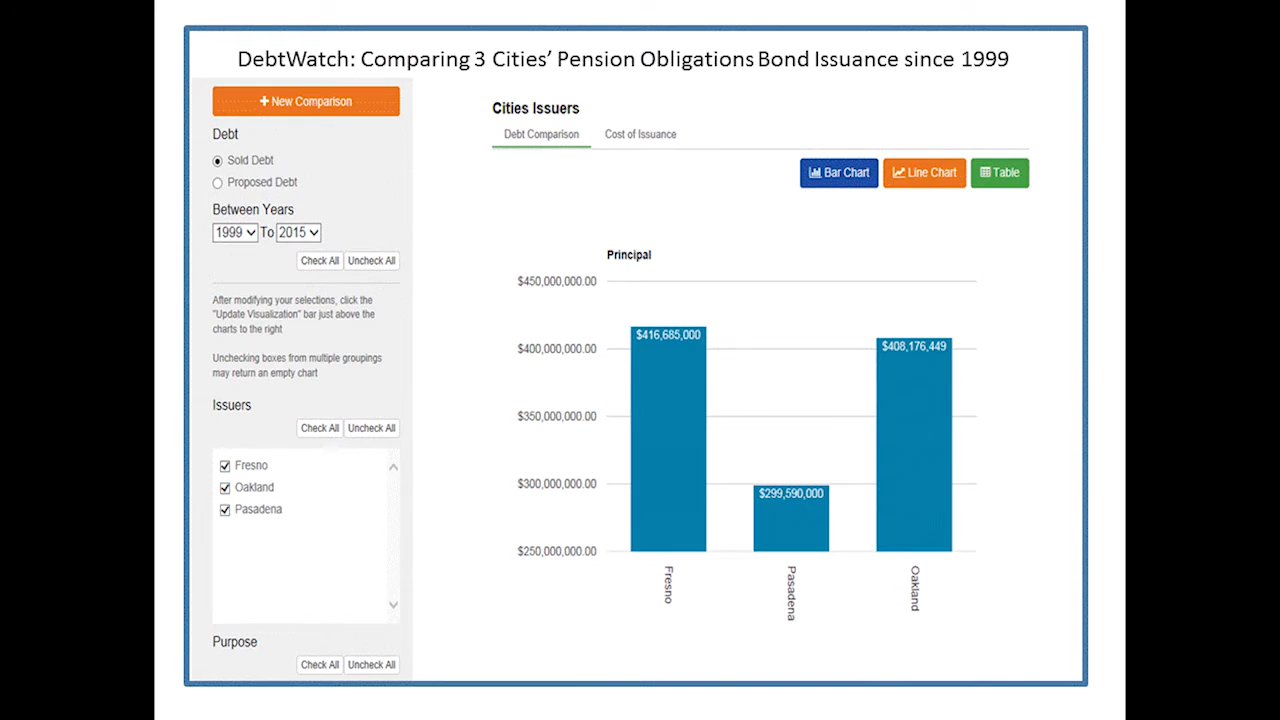 DebtWatch: Comparing 3 Cities’ Pension Obligations Bond Issuance since 1999
New Comparison
Debt
Sold Debt
Proposed Debt
Between Years
1999 To 2015
Check All Uncheck All
After modifying your selections, click the
"Update Visualization" bar just above the
charts to the right
Unchecking boxes from multiple groupings
may return an empty chart
Issuers
Check All Uncheck All
Fresno
Oakland
Pasadena
Purpose
Check All Uncheck All
Cities Issuers
Debt Comparison Cost of Issuance
Bar Chart Line Chart Table
Principal
$450,000,000.00
$400,000,000.00
$350,000,000.00
$300,000,000.00
$250,000,000.00
$416,685,000
$299,590,000
$408,176,449
Fresno
Pasadena
Oakland